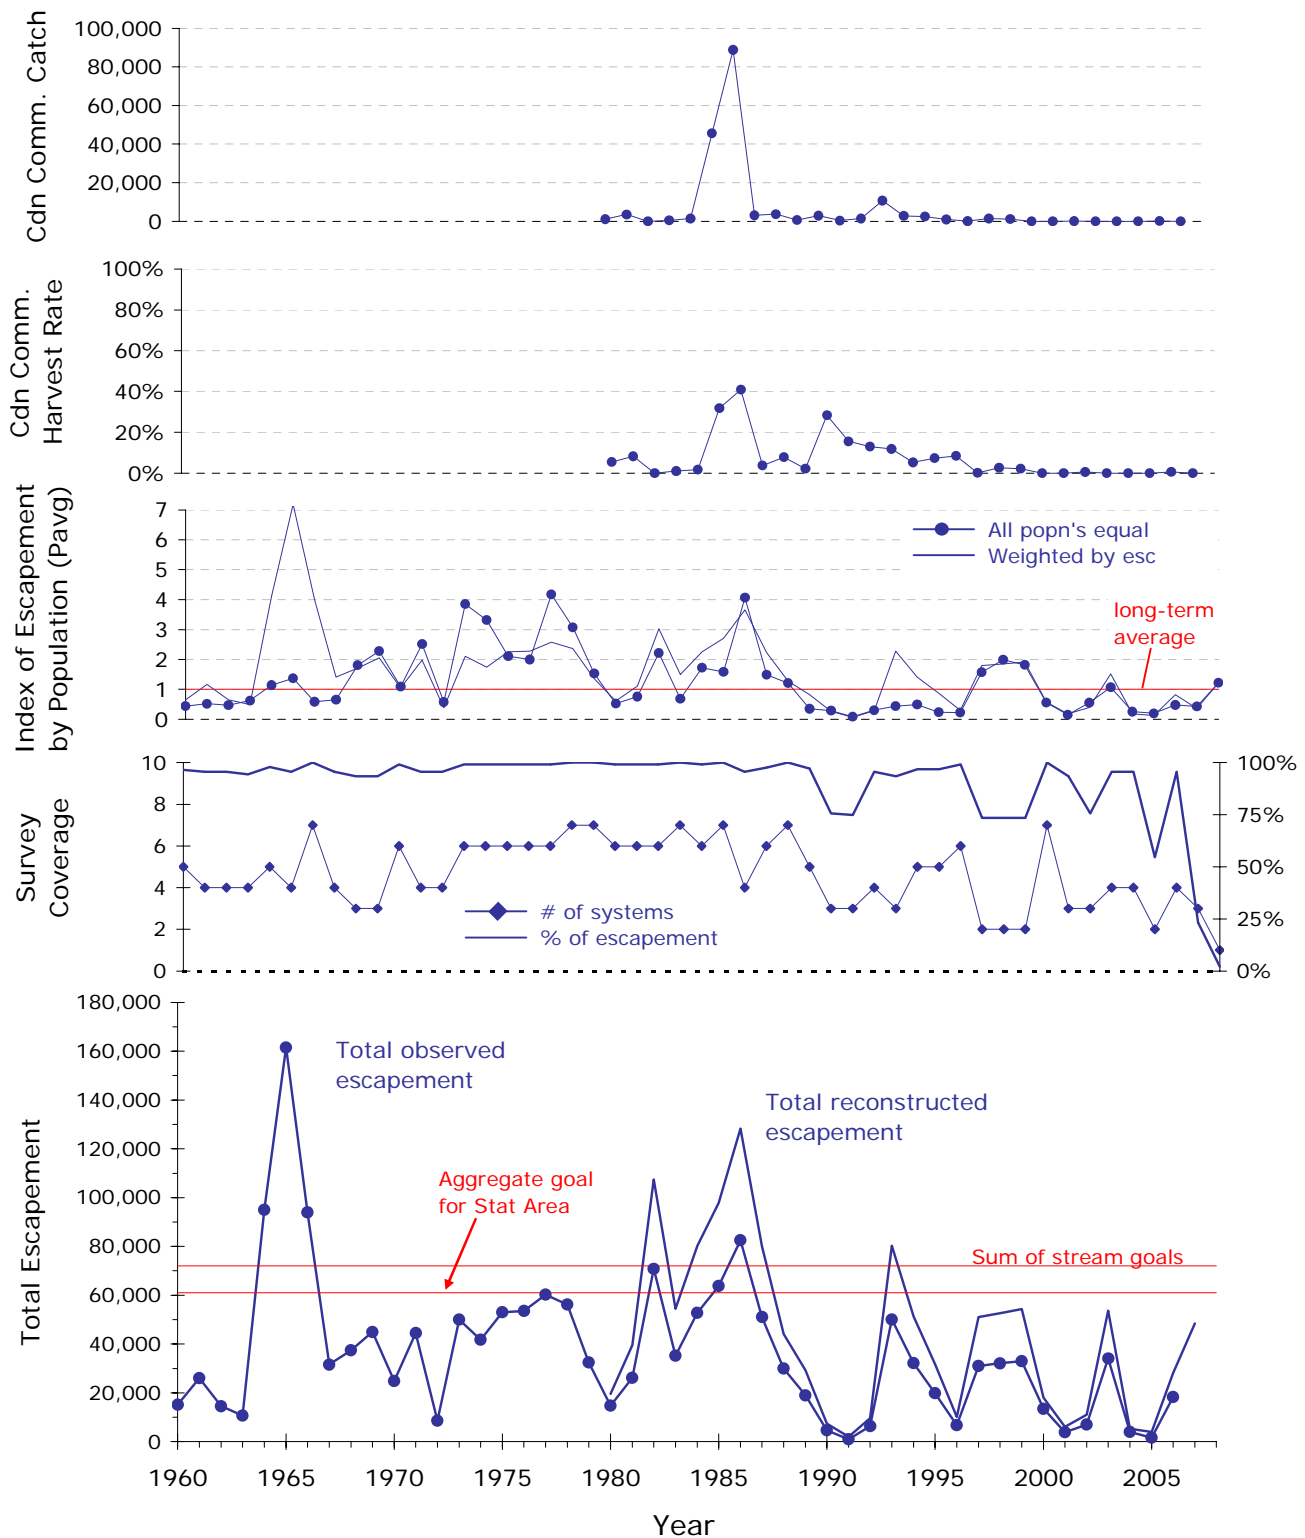 Cdn Comm. Catch
100,000
80,000
60,000
40,000
20,000
0
Cdn Comm.
Harvest Rate
100%
80%
60%
40%
20%
0%
Index of Escapement
by Population (Pavg)
7
6
5
4
3
2
1
0
All popn's equal
Weighted by esc
long-term
average
Survey
Coverage
10
8
6
4
2
0
100%
75%
50%
25%
0%
# of systems
% of escapement
Total Escapement
180,000
160,000
140,000
120,000
100,000
80,000
60,000
40,000
20,000
0
Total observed
escapement
Total reconstructed
escapement
Aggregate goal
for Stat Area
Sum of stream goals
1960
1965
1970
1975
1980
1985
1990
1995
2000
2005
Year